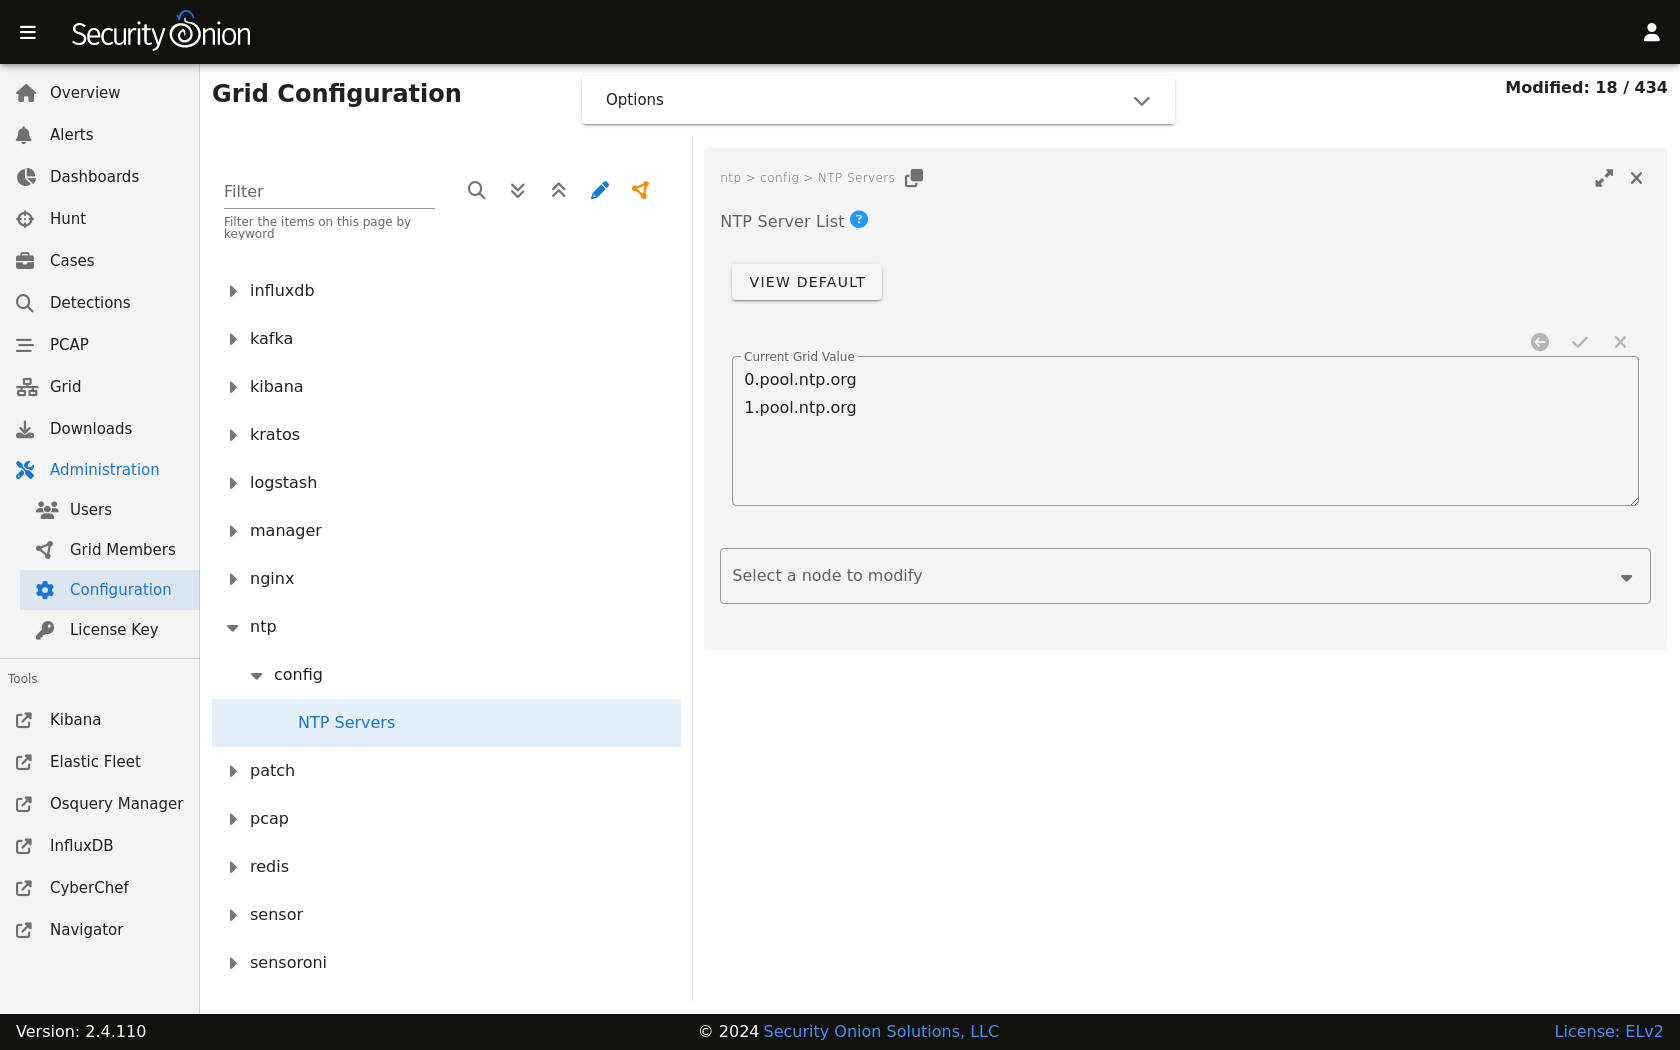 Security Onion
Overview
Alerts
Dashboards
Hunt
Cases
Detections
PCAP
Grid
Downloads
Administration
Users
Grid Members
Configuration
License Key
Tools
Kibana
Elastic Fleet
Osquery Manager
InfluxDB
CyberChef
Navigator
Grid Configuration
Options
Modified: 18 / 434
Filter
Filter the items on this page by
keyword
influxdb
kafka
kibana
kratos
logstash
manager
nginx
ntp
config
NTP Servers
patch
pcap
redis
sensor
sensoroni
ntp > config > NTP Servers
NTP Server List
VIEW DEFAULT
Current Grid Value
0.pool.ntp.org
1.pool.ntp.org
Select a node to modify
Version: 2.4.110
© 2024 Security Onion Solutions, LLC
License: ELv2